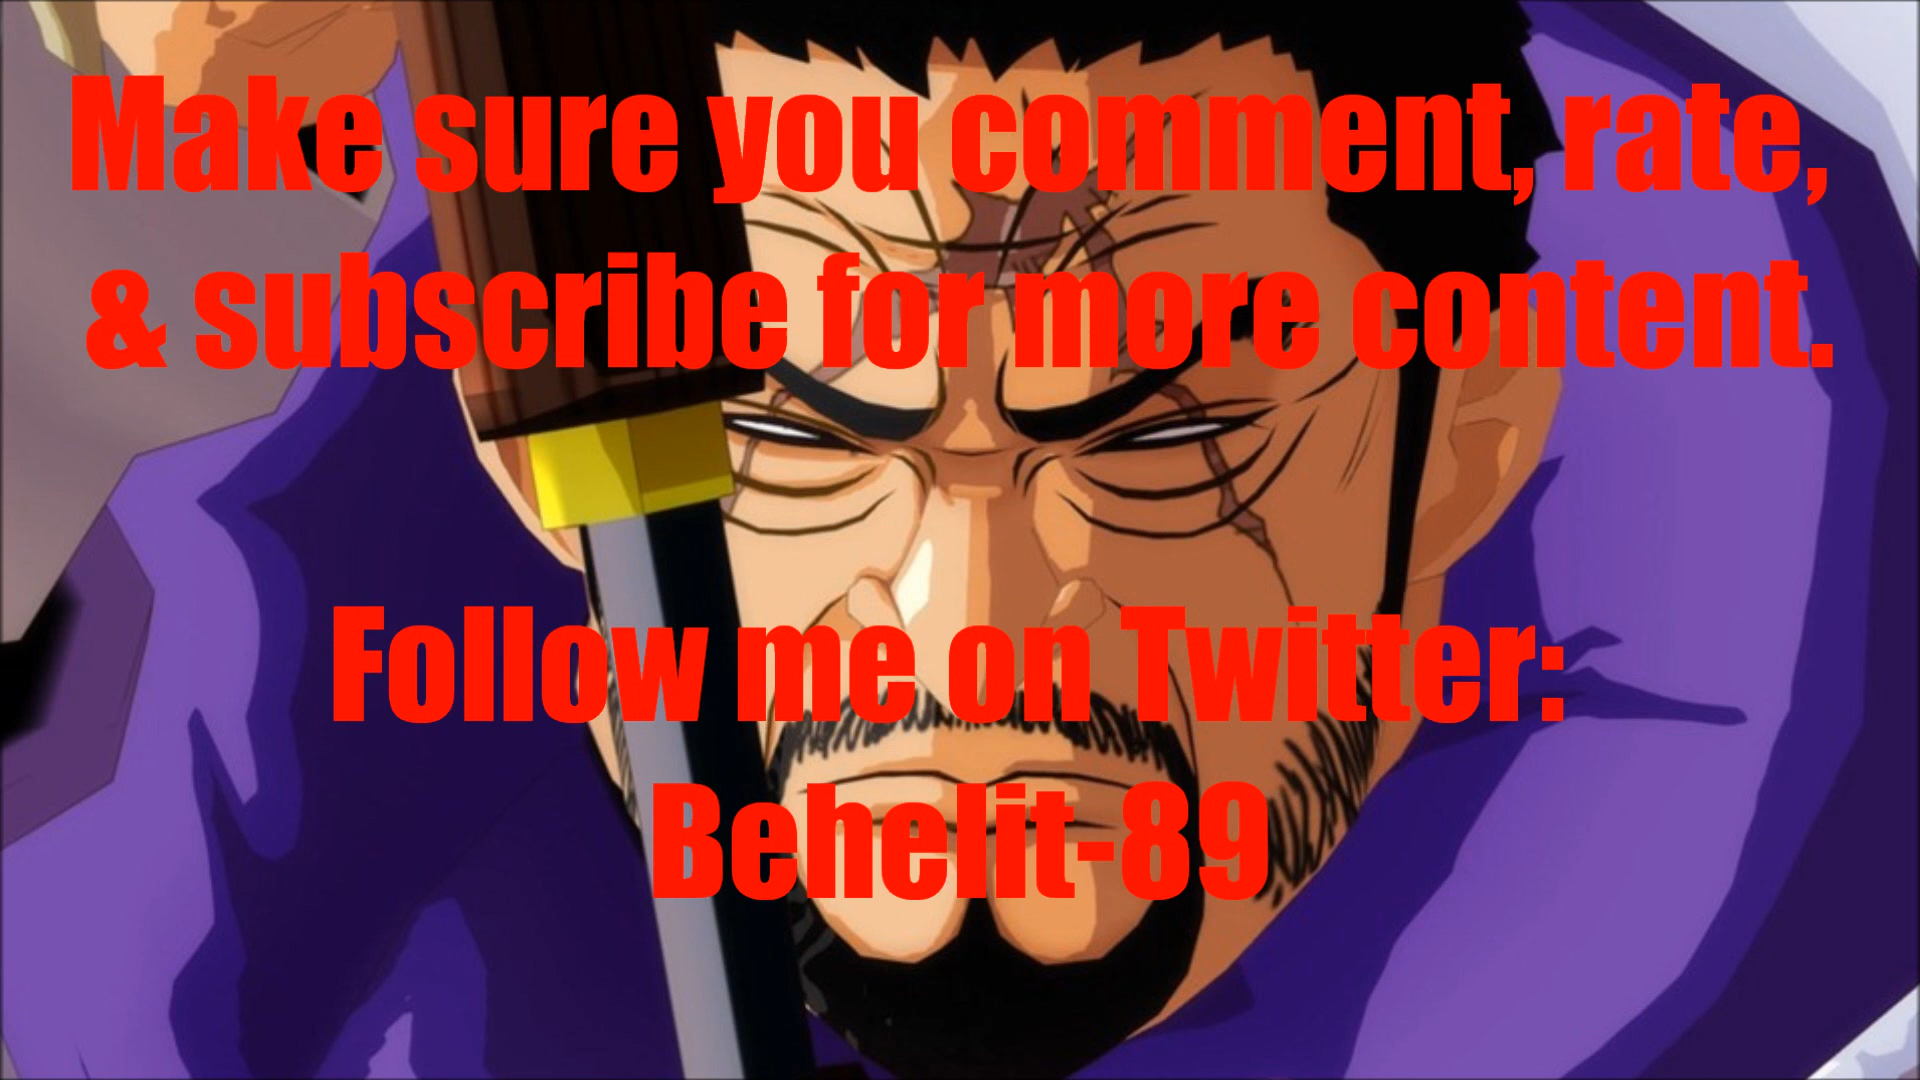 Make sure you comment, rate,
& subscribe for more content.
Follow me on Twitter:
Behelit-89